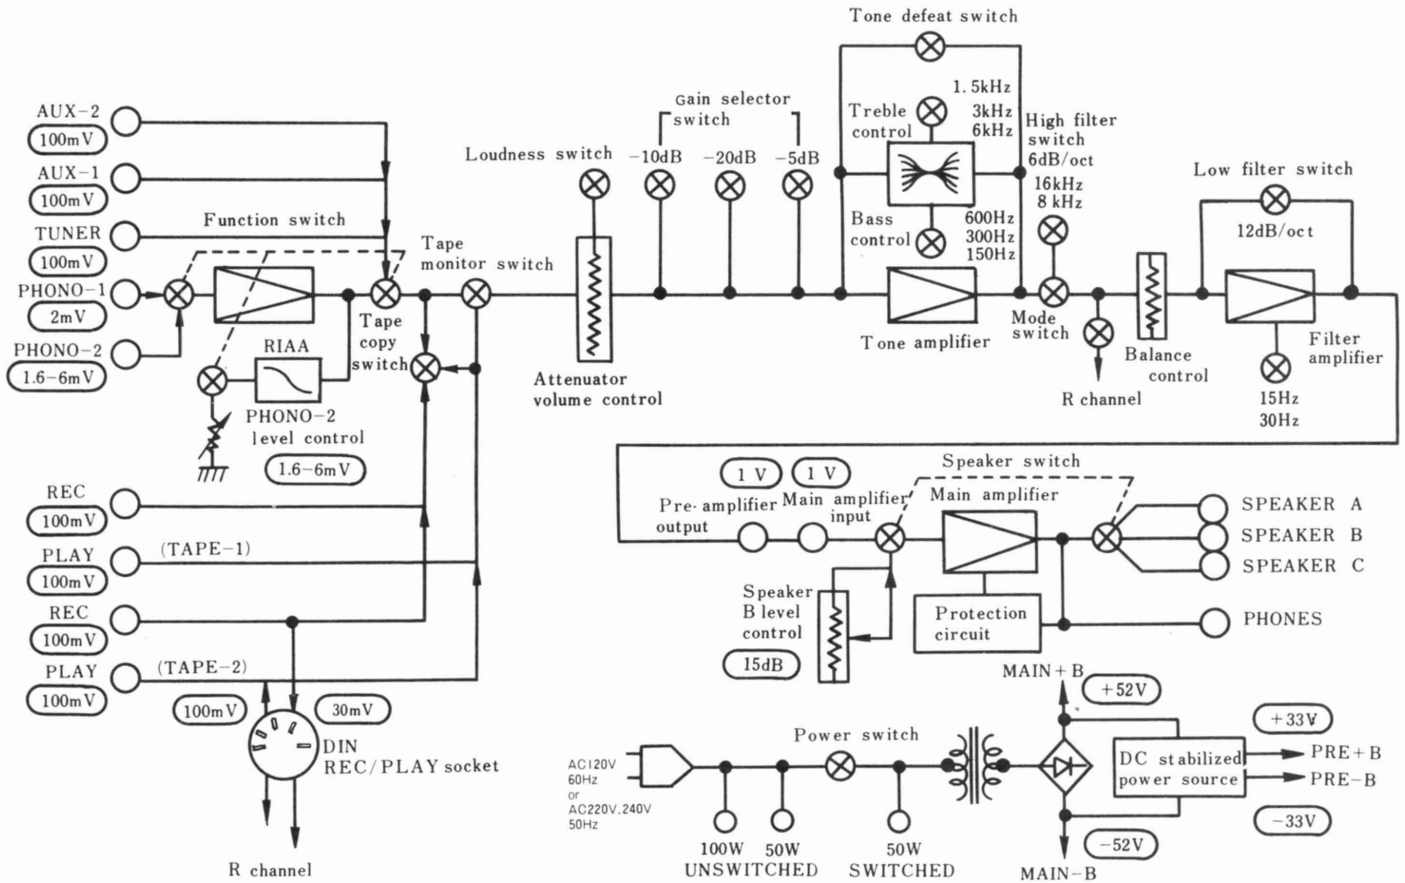 AUX-2
100mV
AUX-1
100mV
TUNER
100mV
PHONO-1
2mV
PHONO-2
1.6-6mV
Function switch
RIAA
PHONO-2
level control
1.6-6mV
Tape
copy
switch
Tape
monitor switch
Loudness switch
Attenuator
volume control
Gain selector
switch
-10dB
-20dB
-5dB
Tone defeat switch
Treble
control
1.5kHz
3kHz
6kHz
Bass
control
600Hz
300Hz
150Hz
Tone amplifier
High filter
switch
6dB/oct
16kHz
8kHz
Mode
switch
R channel
Balance
control
Low filter switch
12dB/oct
Filter
amplifier
15Hz
30Hz
REC
100mV
PLAY
(TAPE-1)
100mV
REC
100mV
PLAY
(TAPE-2)
100mV
100mV
30mV
DIN
REC/PLAY socket
R channel
1 V
1 V
Pre-amplifier
output
Main amplifier
input
Speaker switch
Main amplifier
SPEAKER A
SPEAKER B
SPEAKER C
PHONES
Speaker
B level
control
15dB
Protection
circuit
MAIN+B
+52V
+33V
Power switch
AC120V
60Hz
or
AC220V,240V
50Hz
DC stabilized
power source
PRE+B
PRE-B
-33V
100W
50W
UNSWITCHED
50W
SWITCHED
-52V
MAIN-B